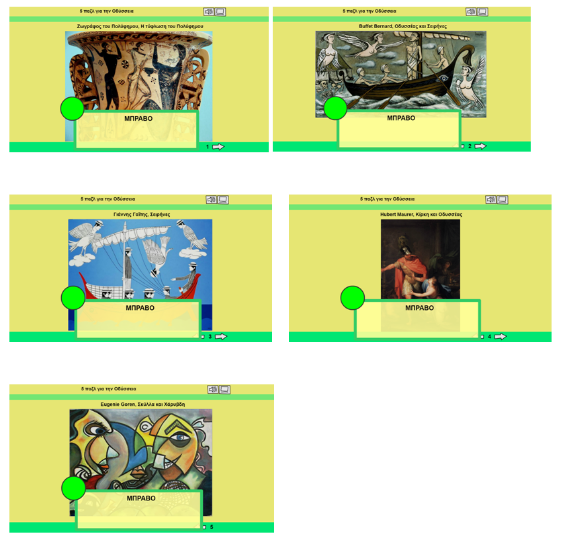 5 παζλ για την Οδύσσεια
Ζωγράφος του Πολύφημου, Η τύφλωση του Πολύφημου
ΜΠΡΑΒΟ
1
5 παζλ για την Οδύσσεια
Buffet Bernard, Οδυσσέας και Σειρήνες
ΜΠΡΑΒΟ
2
5 παζλ για την Οδύσσεια
Γιάννης Γαΐτης, Σειρήνες
ΜΠΡΑΒΟ
3
5 παζλ για την Οδύσσεια
Hubert Maurer, Κίρκη και Οδυσσέας
ΜΠΡΑΒΟ
4
5 παζλ για την Οδύσσεια
Eugenie Goren, Σκύλλα και Χάρυβδη
ΜΠΡΑΒΟ
5